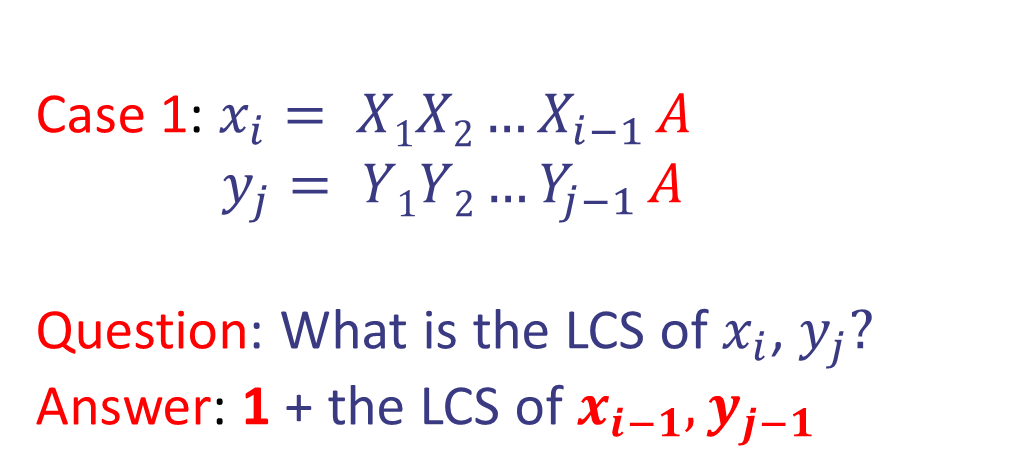 Case 1: xᵢ = X₁X₂ … Xᵢ₋₁ A
yⱼ = Y₁Y₂ … Yⱼ₋₁ A
Question: What is the LCS of xᵢ, yⱼ?
Answer: 1 + the LCS of xᵢ₋₁, yⱼ₋₁